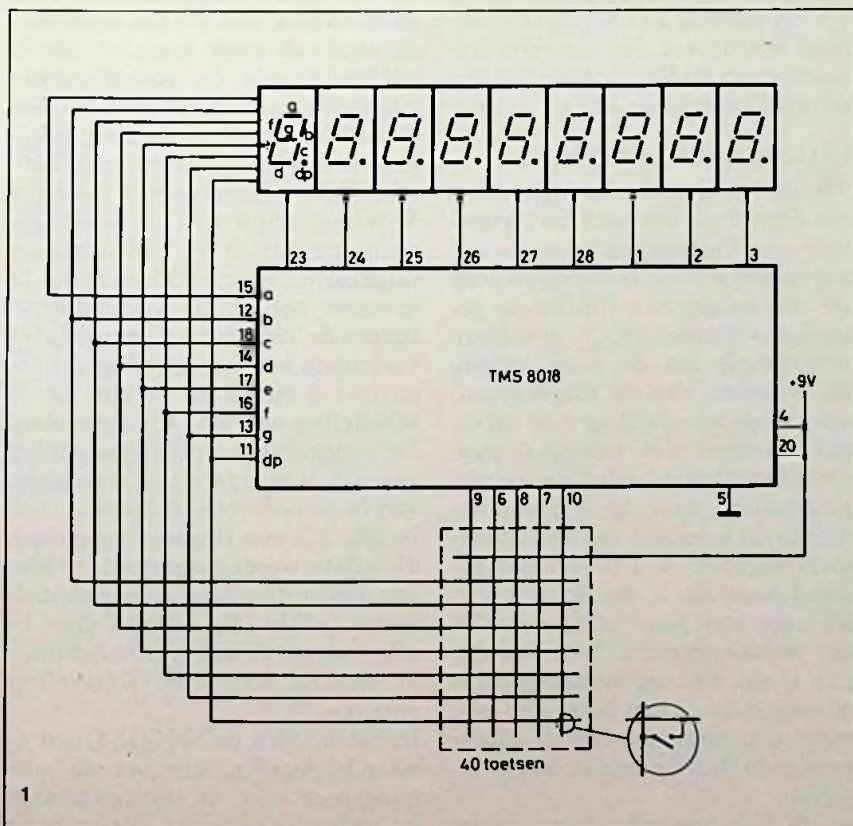 a
f g b
e c
d dp
23 24 25 26 27 28 1 2 3
15 a
12 b
18 c
14 d
17 e
16 f
13 g
11 dp
TMS 8018
+9V
4
20
5
9 6 8 7 10
40 toetsen
1